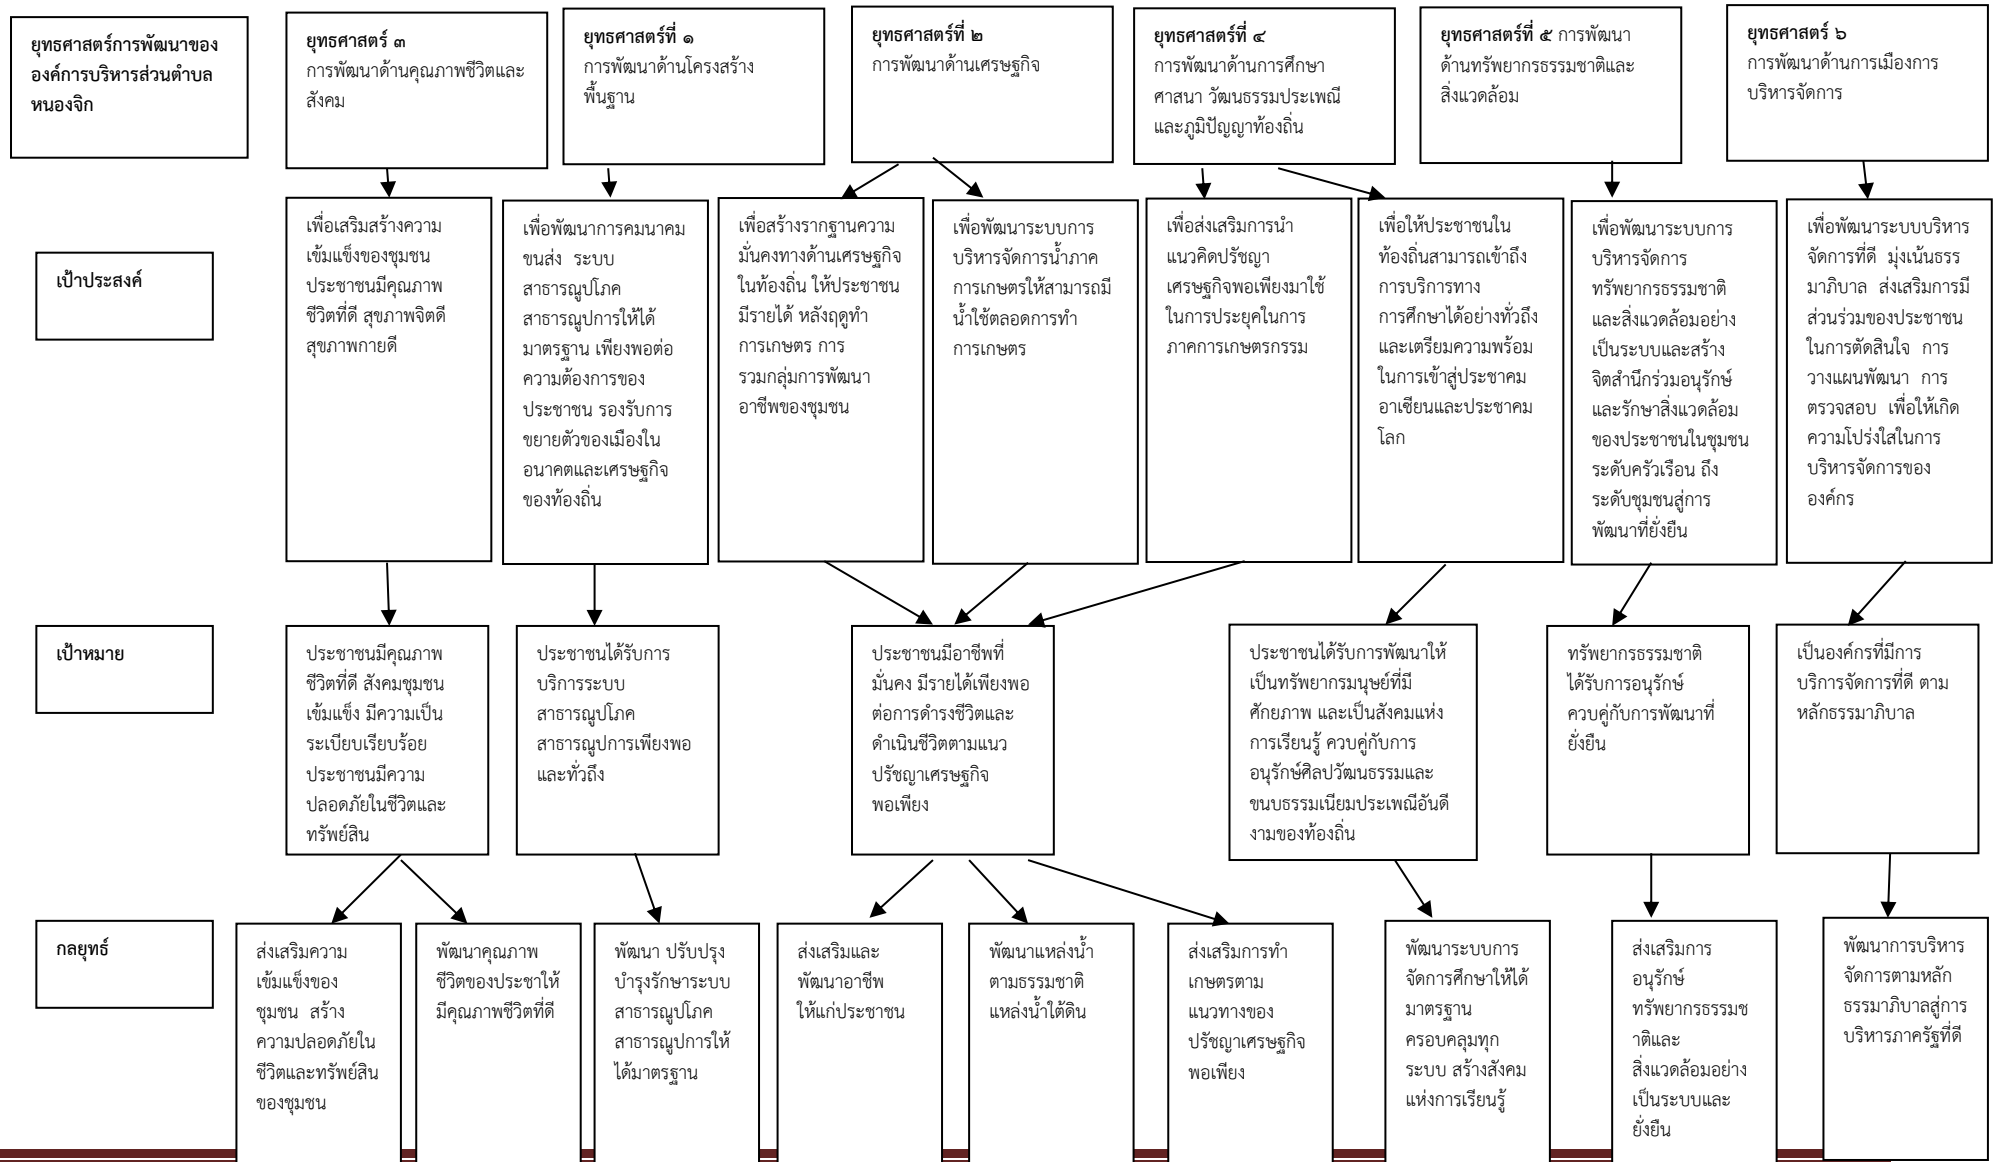 ยุทธศาสตร์การพัฒนาของ
องค์การบริหารส่วนตำบล
หนองจิก
ยุทธศาสตร์ ๓
การพัฒนาด้านคุณภาพชีวิตและ
สังคม
ยุทธศาสตร์ที่ ๑
การพัฒนาด้านโครงสร้าง
พื้นฐาน
ยุทธศาสตร์ที่ ๒
การพัฒนาด้านเศรษฐกิจ
ยุทธศาสตร์ที่ ๔
การพัฒนาด้านการศึกษา
ศาสนา วัฒนธรรมประเพณี
และภูมิปัญญาท้องถิ่น
ยุทธศาสตร์ที่ ๕ การพัฒนา
ด้านทรัพยากรธรรมชาติและ
สิ่งแวดล้อม
ยุทธศาสตร์ ๖
การพัฒนาด้านการเมืองการ
บริหารจัดการ
เป้าประสงค์
เพื่อเสริมสร้างความ
เข้มแข็งของชุมชน
ประชาชนมีคุณภาพ
ชีวิตที่ดี สุขภาพจิตดี
สุขภาพกายดี
เพื่อพัฒนาการคมนาคม
ขนส่ง ระบบ
สาธารณูปโภค
สาธารณูปการให้ได้
มาตรฐาน เพียงพอต่อ
ความต้องการของ
ประชาชน รองรับการ
ขยายตัวของเมืองใน
อนาคตและเศรษฐกิจ
ของท้องถิ่น
เพื่อสร้างรากฐานความ
มั่นคงทางด้านเศรษฐกิจ
ในท้องถิ่น ให้ประชาชน
มีรายได้ หลังฤดูทำ
การเกษตร การ
รวมกลุ่มการพัฒนา
อาชีพของชุมชน
เพื่อพัฒนาระบบการ
บริหารจัดการน้ำภาค
การเกษตรให้สามารถมี
น้ำใช้ตลอดการทำ
การเกษตร
เพื่อส่งเสริมการนำ
แนวคิดปรัชญา
เศรษฐกิจพอเพียงมาใช้
ในการประยุคในการ
ภาคการเกษตรกรรม
เพื่อให้ประชาชนใน
ท้องถิ่นสามารถเข้าถึง
การบริการทาง
การศึกษาได้อย่างทั่วถึง
และเตรียมความพร้อม
ในการเข้าสู่ประชาคม
อาเซียนและประชาคม
โลก
เพื่อพัฒนาระบบการ
บริหารจัดการ
ทรัพยากรธรรมชาติ
และสิ่งแวดล้อมอย่าง
เป็นระบบและสร้าง
จิตสำนึกร่วมอนุรักษ์
และรักษาสิ่งแวดล้อม
ของประชาชนในชุมชน
ระดับครัวเรือน ถึง
ระดับชุมชนสู่การ
พัฒนาที่ยั่งยืน
เพื่อพัฒนาระบบบริหาร
จัดการที่ดี มุ่งเน้นธรร
มาภิบาล ส่งเสริมการมี
ส่วนร่วมของประชาชน
ในการตัดสินใจ การ
วางแผนพัฒนา การ
ตรวจสอบ เพื่อให้เกิด
ความโปร่งใสในการ
บริหารจัดการของ
องค์กร
เป้าหมาย
ประชาชนมีคุณภาพ
ชีวิตที่ดี สังคมชุมชน
เข้มแข็ง มีความเป็น
ระเบียบเรียบร้อย
ประชาชนมีความ
ปลอดภัยในชีวิตและ
ทรัพย์สิน
ประชาชนได้รับการ
บริการระบบ
สาธารณูปโภค
สาธารณูปการเพียงพอ
และทั่วถึง
ประชาชนมีอาชีพที่
มั่นคง มีรายได้เพียงพอ
ต่อการดำรงชีวิตและ
ดำเนินชีวิตตามแนว
ปรัชญาเศรษฐกิจ
พอเพียง
ประชาชนได้รับการพัฒนาให้
เป็นทรัพยากรมนุษย์ที่มี
ศักยภาพ และเป็นสังคมแห่ง
การเรียนรู้ ควบคู่กับการ
อนุรักษ์ศิลปวัฒนธรรมและ
ขนบธรรมเนียมประเพณีอันดี
งามของท้องถิ่น
ทรัพยากรธรรมชาติ
ได้รับการอนุรักษ์
ควบคู่กับการพัฒนาที่
ยั่งยืน
เป็นองค์กรที่มีการ
บริการจัดการที่ดี ตาม
หลักธรรมาภิบาล
กลยุทธ์
ส่งเสริมความ
เข้มแข็งของ
ชุมชน สร้าง
ความปลอดภัยใน
ชีวิตและทรัพย์สิน
ของชุมชน
พัฒนาคุณภาพ
ชีวิตของประชาให้
มีคุณภาพชีวิตที่ดี
พัฒนา ปรับปรุง
บำรุงรักษาระบบ
สาธารณูปโภค
สาธารณูปการให้
ได้มาตรฐาน
ส่งเสริมและ
พัฒนาอาชีพ
ให้แก่ประชาชน
พัฒนาแหล่งน้ำ
ตามธรรมชาติ
แหล่งน้ำใต้ดิน
ส่งเสริมการทำ
เกษตรตาม
แนวทางของ
ปรัชญาเศรษฐกิจ
พอเพียง
พัฒนาระบบการ
จัดการศึกษาให้ได้
มาตรฐาน
ครอบคลุมทุก
ระบบ สร้างสังคม
แห่งการเรียนรู้
ส่งเสริมการ
อนุรักษ์
ทรัพยากรธรรมช
าติและ
สิ่งแวดล้อมอย่าง
เป็นระบบและ
ยั่งยืน
พัฒนาการบริหาร
จัดการตามหลัก
ธรรมาภิบาลสู่การ
บริหารภาครัฐที่ดี